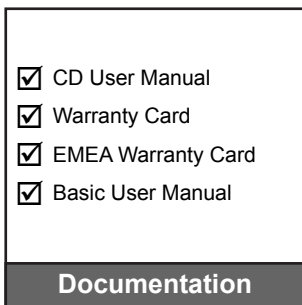 CD User Manual
Warranty Card
EMEA Warranty Card
Basic User Manual
Documentation